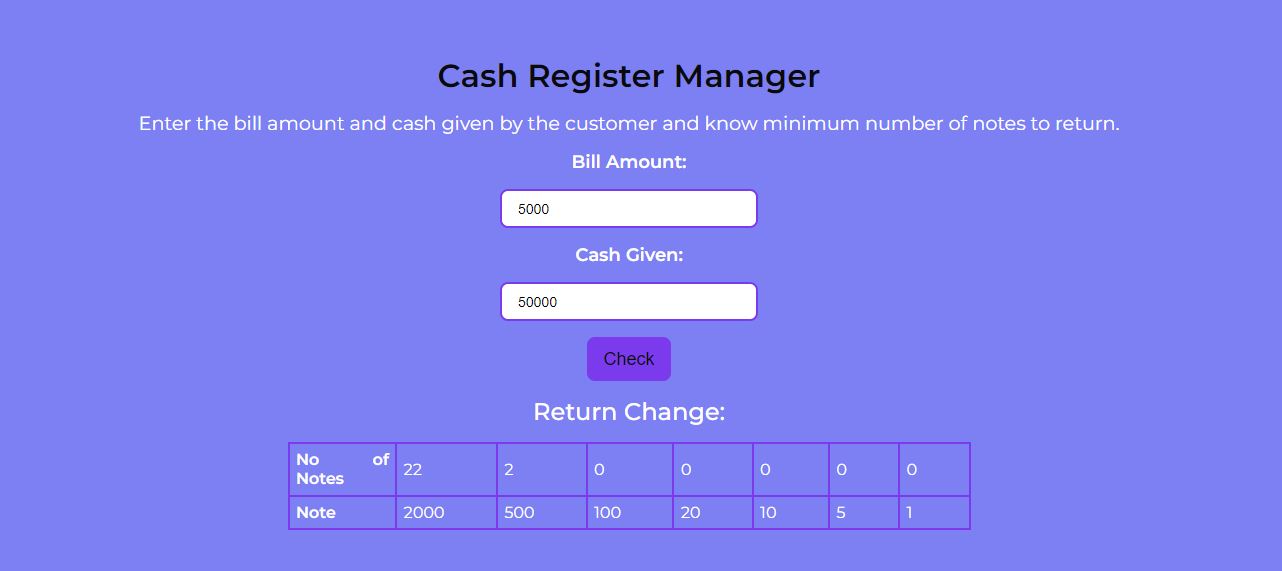 Cash Register Manager
Enter the bill amount and cash given by the customer and know minimum number of notes to return.
Bill Amount:
5000
Cash Given:
50000
Check
Return Change:
No of
Notes 22 2 0 0 0 0 0
Note 2000 500 100 20 10 5 1